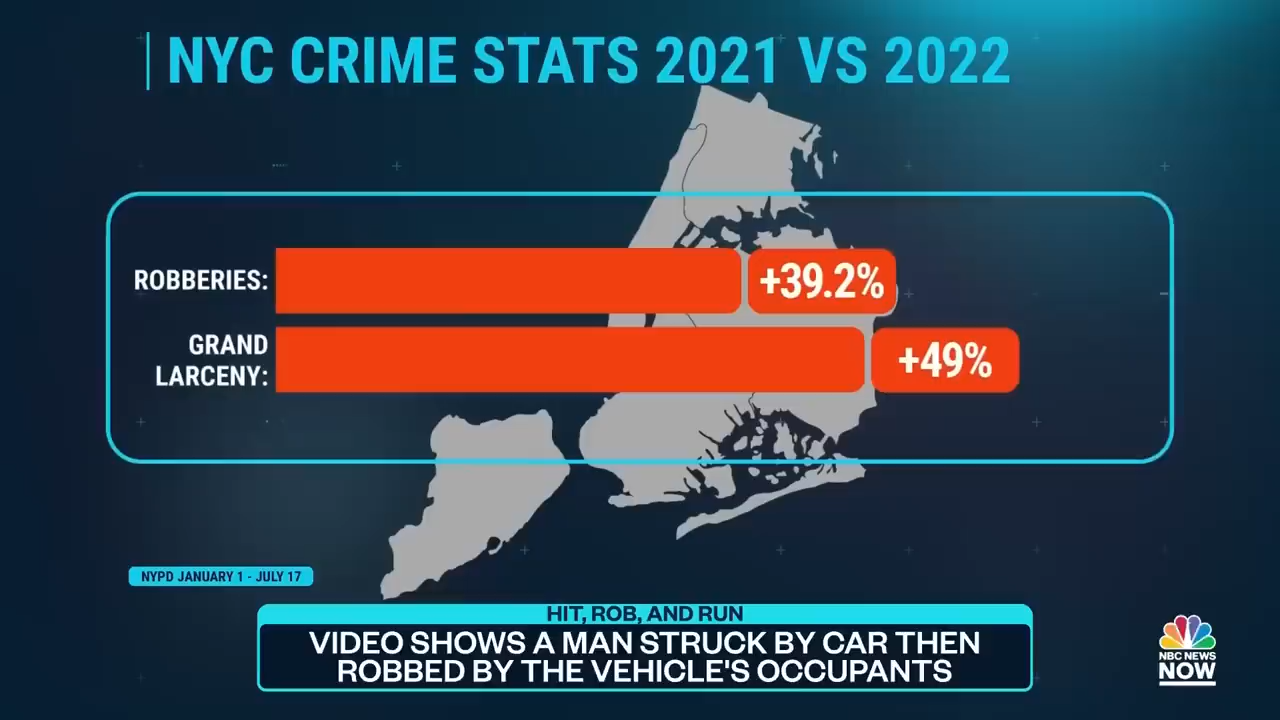 NYC CRIME STATS 2021 VS 2022
ROBBERIES: +39.2%
GRAND
LARCENY: +49%
NYPD JANUARY 1 - JULY 17
HIT, ROB, AND RUN
VIDEO SHOWS A MAN STRUCK BY CAR THEN
ROBBED BY THE VEHICLE'S OCCUPANTS
NBC NEWS
NOW